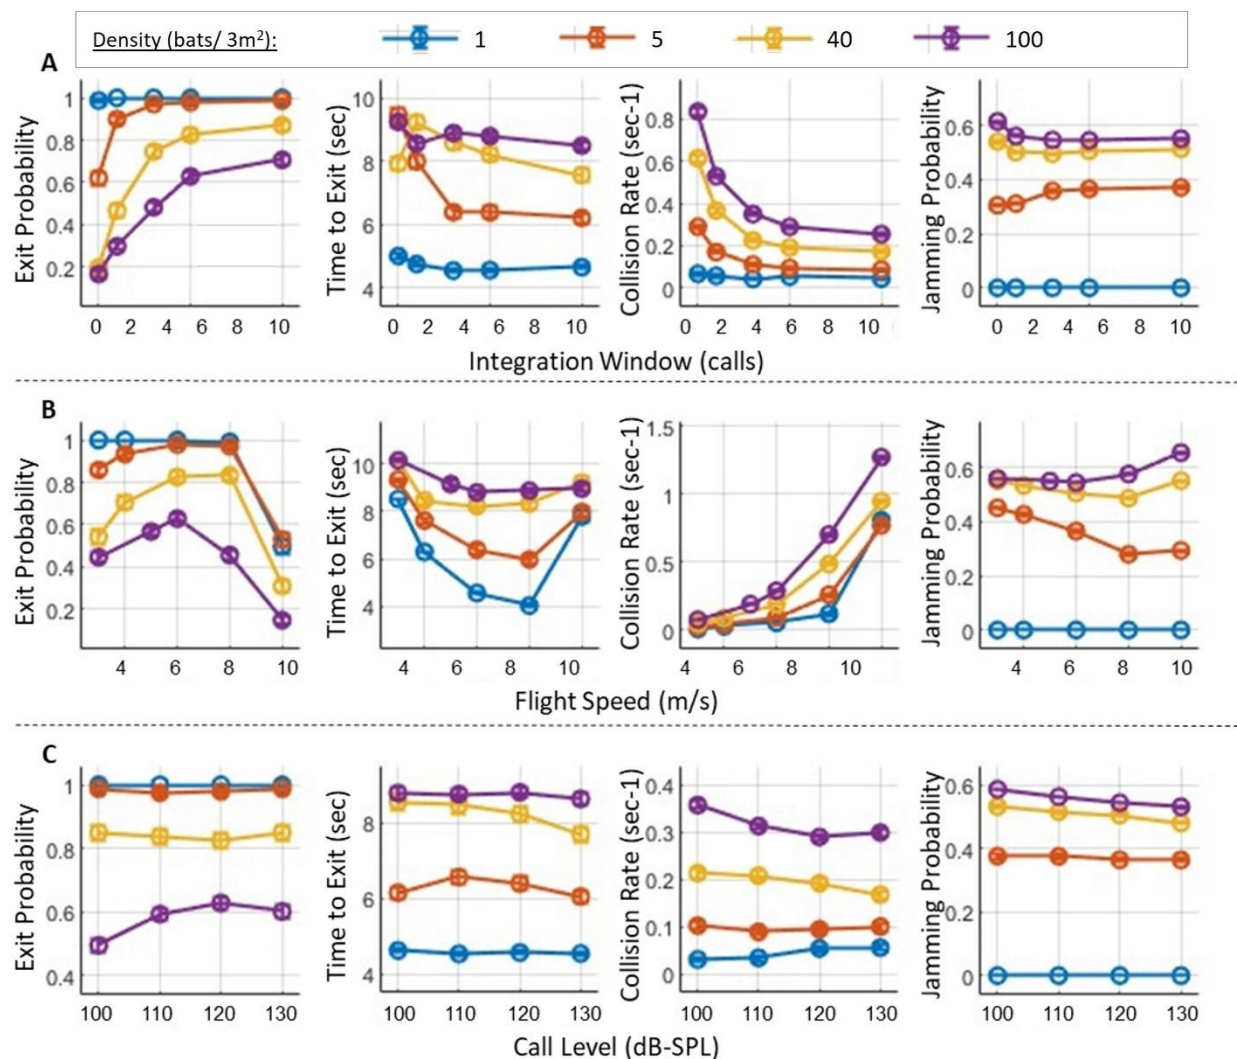 Density (bats/ 3m²): 1 5 40 100
A
Exit Probability
1
0.8
0.6
0.4
0.2
0 2 4 6 8 10
Time to Exit (sec)
10
8
6
4
0 2 4 6 8 10
Collision Rate (sec-1)
0.8
0.6
0.4
0.2
0
0 2 4 6 8 10
Jamming Probability
0.6
0.4
0.2
0
0 2 4 6 8 10
Integration Window (calls)
B
Exit Probability
1
0.8
0.6
0.4
0.2
4 6 8 10
Time to Exit (sec)
10
8
6
4
4 6 8 10
Collision Rate (sec-1)
1.5
1
0.5
0
4 6 8 10
Jamming Probability
0.6
0.4
0.2
0
4 6 8 10
Flight Speed (m/s)
C
Exit Probability
1
0.8
0.6
0.4
100 110 120 130
Time to Exit (sec)
8
6
4
100 110 120 130
Collision Rate (sec-1)
0.4
0.3
0.2
0.1
0
100 110 120 130
Jamming Probability
0.6
0.4
0.2
0
100 110 120 130
Call Level (dB-SPL)